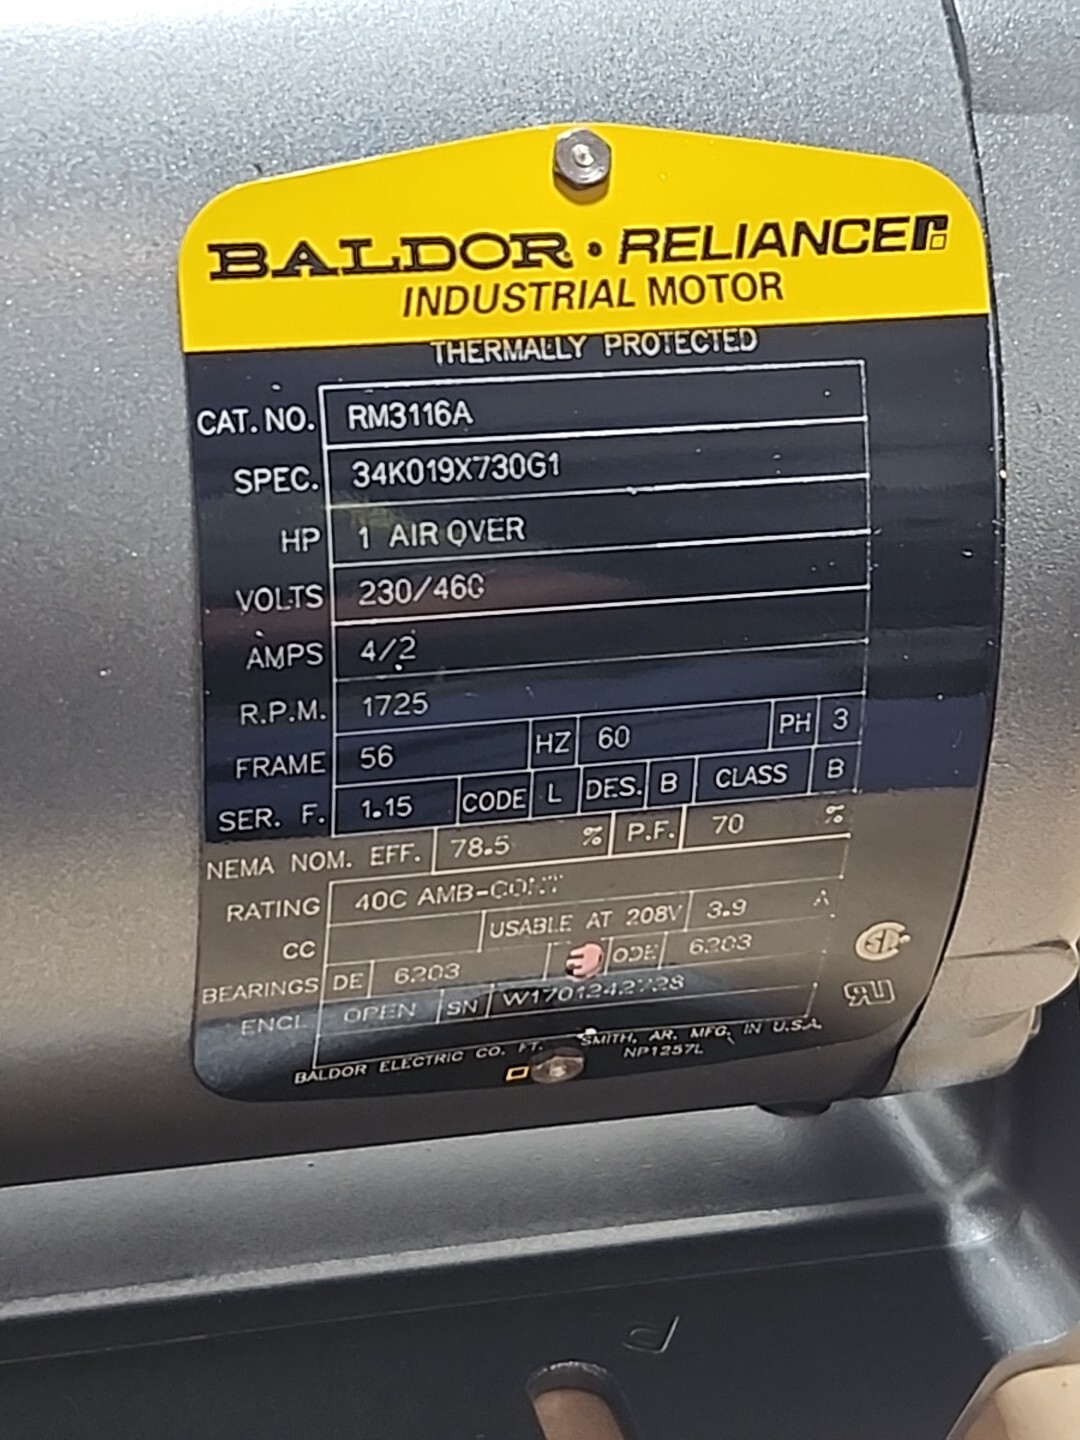 BALDOR • RELIANCE
INDUSTRIAL MOTOR
THERMALLY PROTECTED
CAT. NO. RM3116A
SPEC. 34K019X730G1
HP 1 AIR OVER
VOLTS 230/460
AMPS 4/2
R.P.M. 1725
FRAME 56 HZ 60 PH 3
SER. F. 1.15 CODE L DES. B CLASS B
NEMA NOM. EFF. 78.5 % P.F. 70 %
RATING 40C AMB-CONT
CC USABLE AT 208V 3.9 A
BEARINGS DE 6203 ODE 6203
ENCL OPEN SN W1701242728
BALDOR ELECTRIC CO. FT. SMITH, AR. MFG. IN U.S.A.
NP1257L